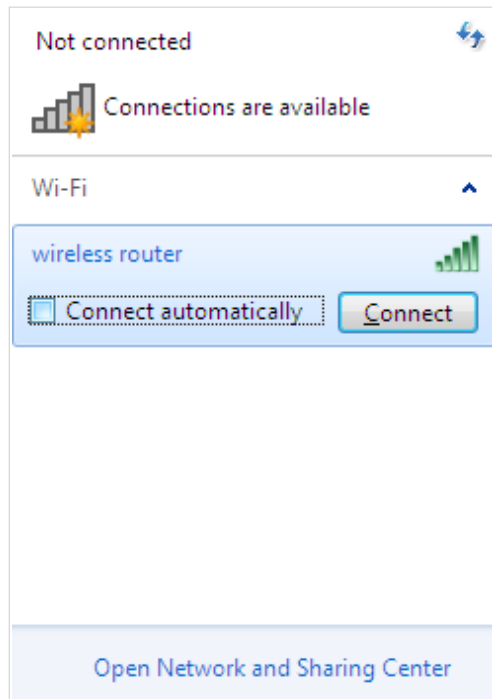 Not connected
Connections are available
Wi-Fi
wireless router
Connect automatically
Connect
Open Network and Sharing Center